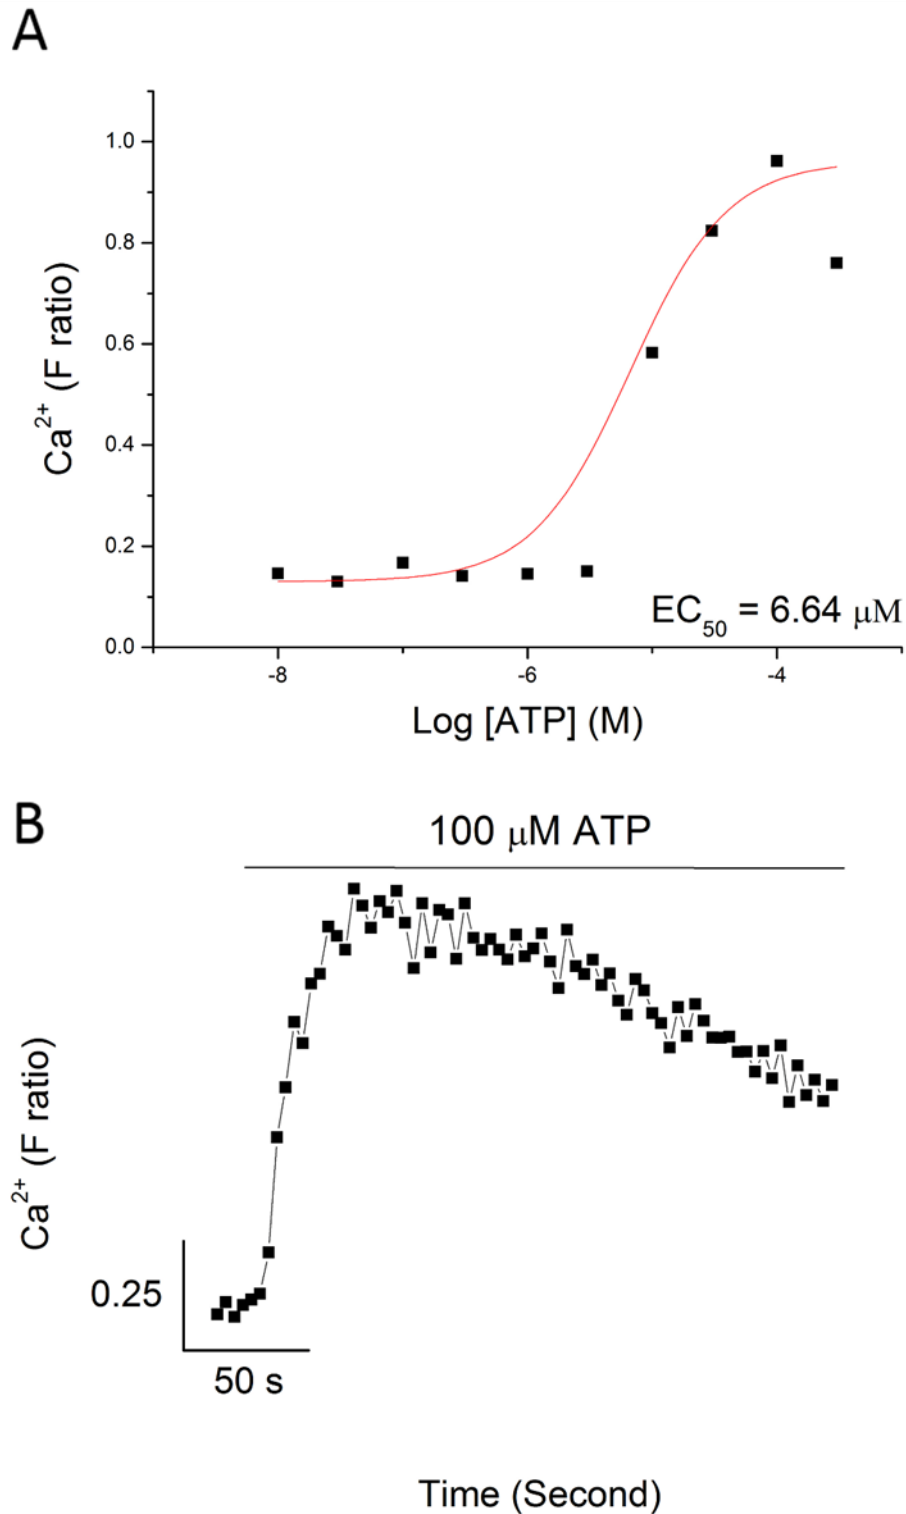 A
1.0
0.8
0.6
0.4
0.2
0.0
Ca²⁺ (F ratio)
EC₅₀ = 6.64 μM
-8 -6 -4
Log [ATP] (M)
B
100 μM ATP
Ca²⁺ (F ratio)
0.25
50 s
Time (Second)